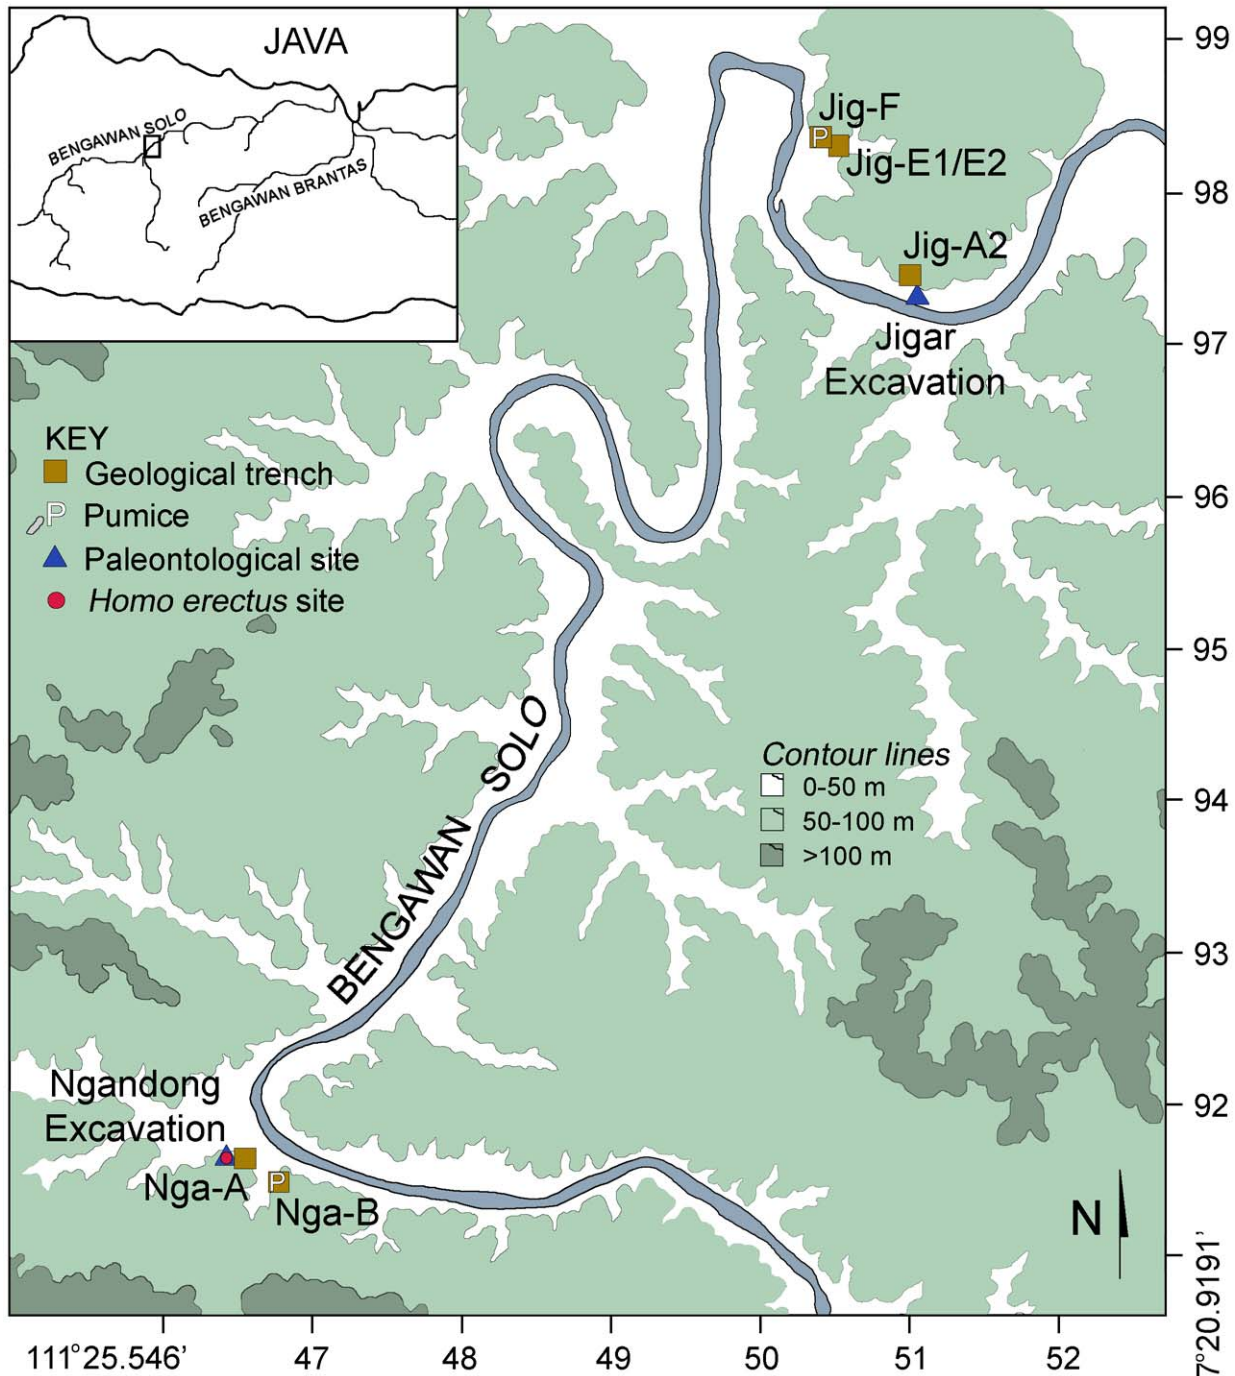 JAVA
BENGAWAN SOLO
BENGAWAN BRANTAS
Jig-F
P
Jig-E1/E2
Jig-A2
Jigar
Excavation
KEY
Geological trench
P Pumice
Paleontological site
Homo erectus site
BENGAWAN SOLO
Contour lines
0-50 m
50-100 m
>100 m
Ngandong
Excavation
Nga-A
P
Nga-B
N
99
98
97
96
95
94
93
92
7°20.9191'
111°25.546' 47 48 49 50 51 52